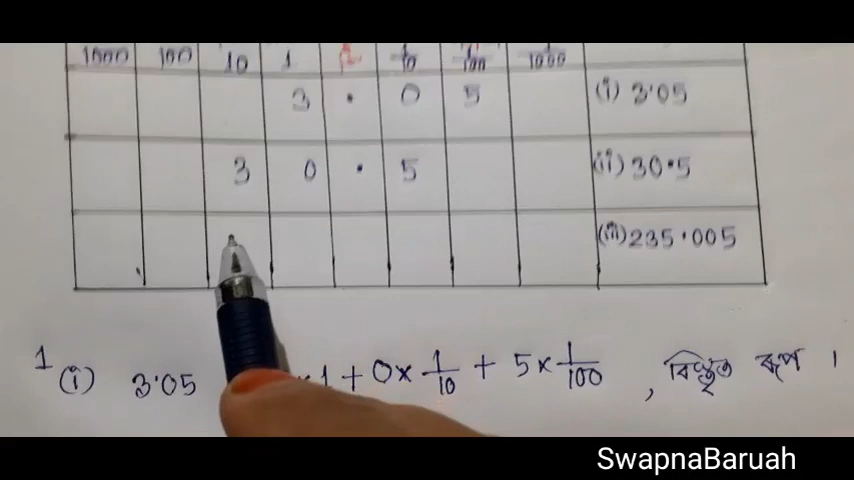 1000 100 10 1 1/10 1/100 1/1000
3 . 0 5 (i) 3.05
3 0 . 5 (ii) 30.5
(iii) 235.005
1 (i) 3.05 ×1 + 0× 1/10 + 5× 1/100 , বিস্তৃত ৰূপ ।
SwapnaBaruah